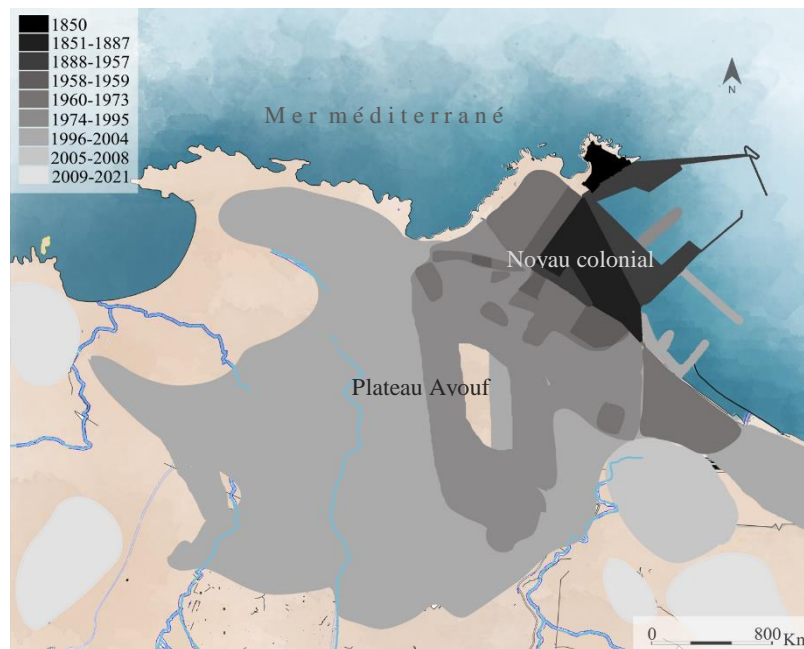 1850
1851-1887
1888-1957
1958-1959
1960-1973
1974-1995
1996-2004
2005-2008
2009-2021
Mer méditerrané
N
Novau colonial
Plateau Avouf
0 800 Km